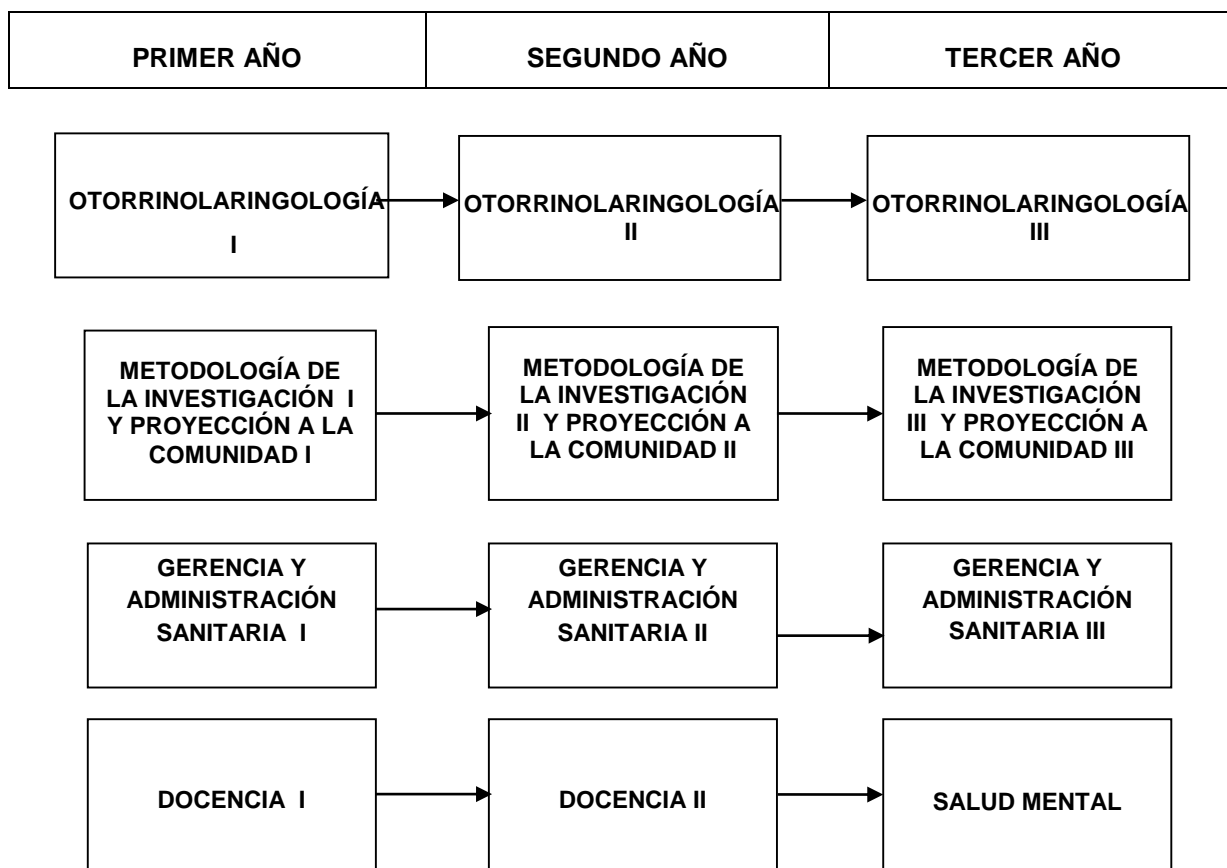 PRIMER AÑO
SEGUNDO AÑO
TERCER AÑO
OTORRINOLARINGOLOGÍA
I
OTORRINOLARINGOLOGÍA
II
OTORRINOLARINGOLOGÍA
III
METODOLOGÍA DE
LA INVESTIGACIÓN I
Y PROYECCIÓN A LA
COMUNIDAD I
METODOLOGÍA DE
LA INVESTIGACIÓN
II Y PROYECCIÓN A
LA COMUNIDAD II
METODOLOGÍA DE
LA INVESTIGACIÓN
III Y PROYECCIÓN A
LA COMUNIDAD III
GERENCIA Y
ADMINISTRACIÓN
SANITARIA I
GERENCIA Y
ADMINISTRACIÓN
SANITARIA II
GERENCIA Y
ADMINISTRACIÓN
SANITARIA III
DOCENCIA I
DOCENCIA II
SALUD MENTAL